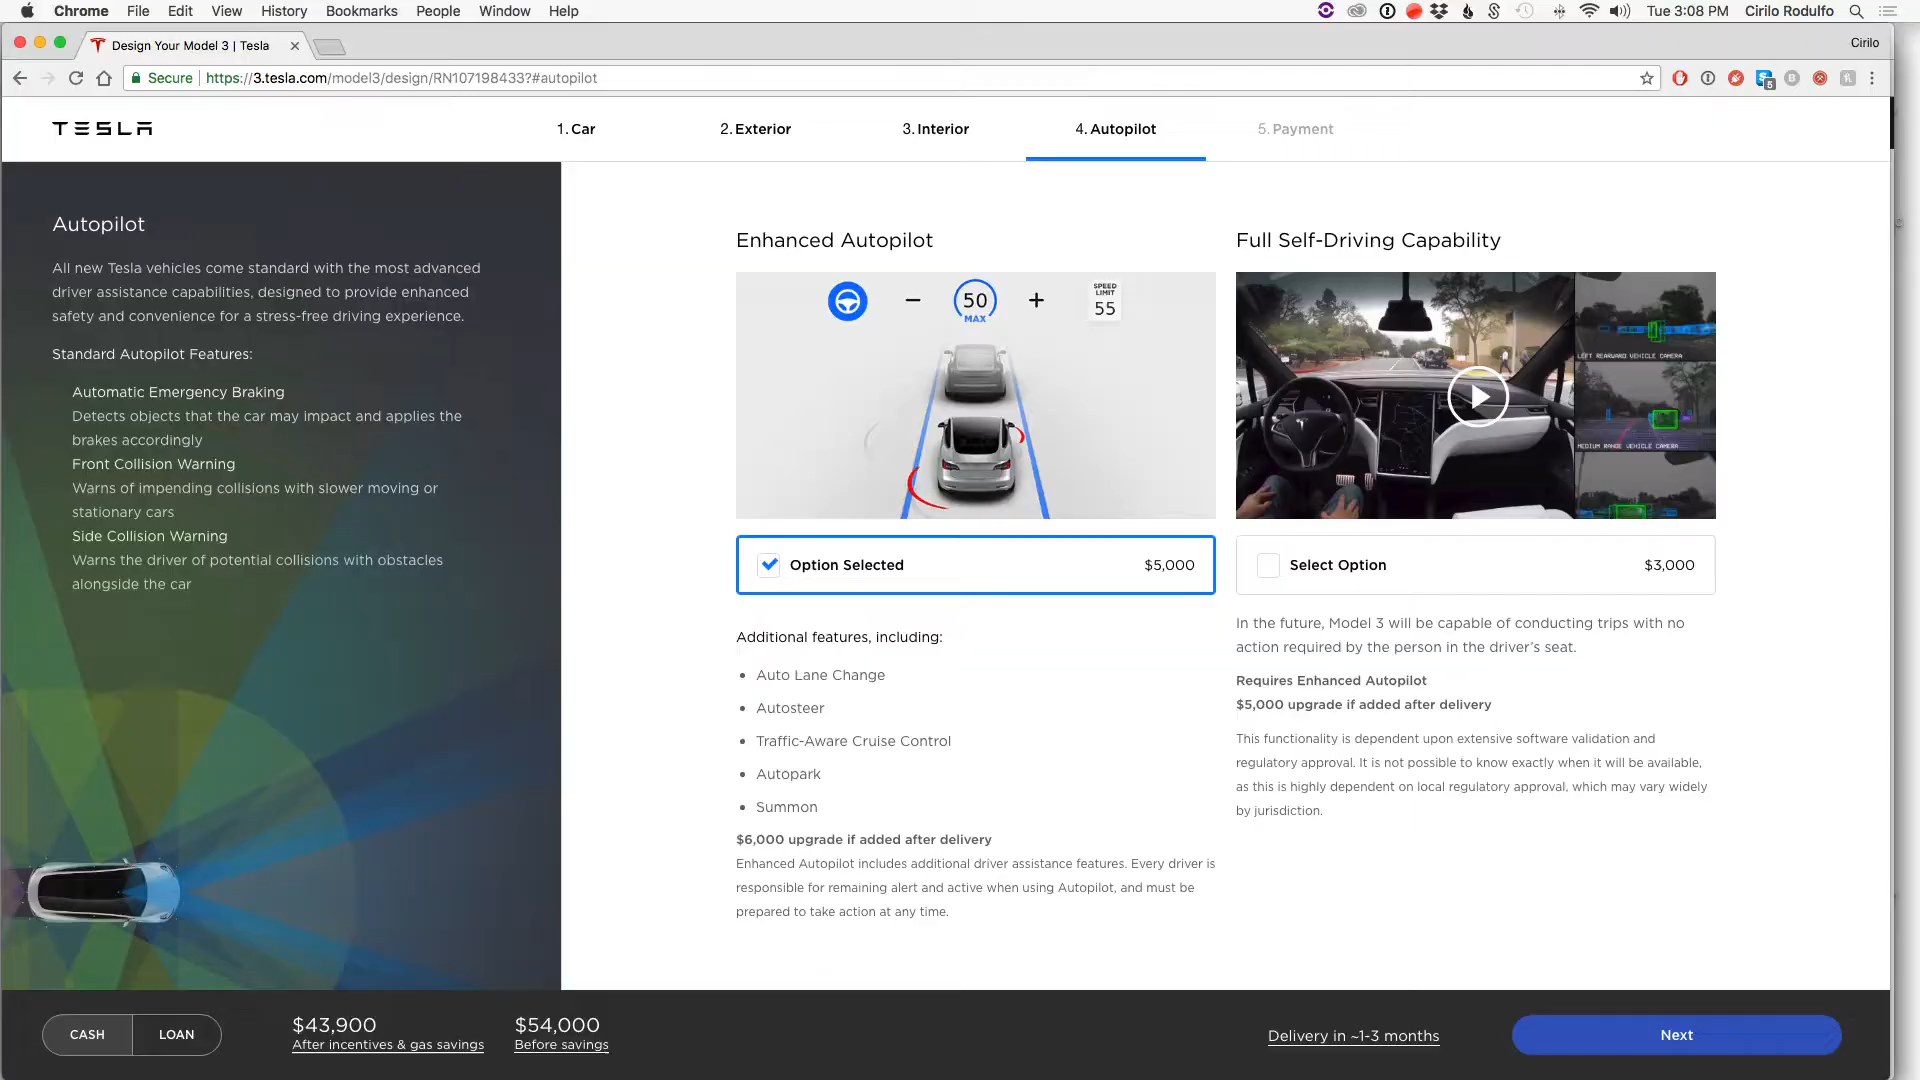 Chrome File Edit View History Bookmarks People Window Help
Tue 3:08 PM Cirilo Rodulfo
Design Your Model 3 | Tesla
Cirilo
Secure https://3.tesla.com/model3/design/RN107198433?#autopilot
5
TESLA
1. Car
2. Exterior
3. Interior
4. Autopilot
5. Payment
Autopilot
All new Tesla vehicles come standard with the most advanced
driver assistance capabilities, designed to provide enhanced
safety and convenience for a stress-free driving experience.
Standard Autopilot Features:
Automatic Emergency Braking
Detects objects that the car may impact and applies the
brakes accordingly
Front Collision Warning
Warns of impending collisions with slower moving or
stationary cars
Side Collision Warning
Warns the driver of potential collisions with obstacles
alongside the car
Enhanced Autopilot
50
MAX
SPEED
LIMIT
55
Option Selected $5,000
Additional features, including:
• Auto Lane Change
• Autosteer
• Traffic-Aware Cruise Control
• Autopark
• Summon
$6,000 upgrade if added after delivery
Enhanced Autopilot includes additional driver assistance features. Every driver is
responsible for remaining alert and active when using Autopilot, and must be
prepared to take action at any time.
Full Self-Driving Capability
LEFT REARWARD VEHICLE CAMERA
MEDIUM RANGE VEHICLE CAMERA
Select Option $3,000
In the future, Model 3 will be capable of conducting trips with no
action required by the person in the driver's seat.
Requires Enhanced Autopilot
$5,000 upgrade if added after delivery
This functionality is dependent upon extensive software validation and
regulatory approval. It is not possible to know exactly when it will be available,
as this is highly dependent on local regulatory approval, which may vary widely
by jurisdiction.
CASH
LOAN
$43,900
After incentives & gas savings
$54,000
Before savings
Delivery in ~1-3 months
Next